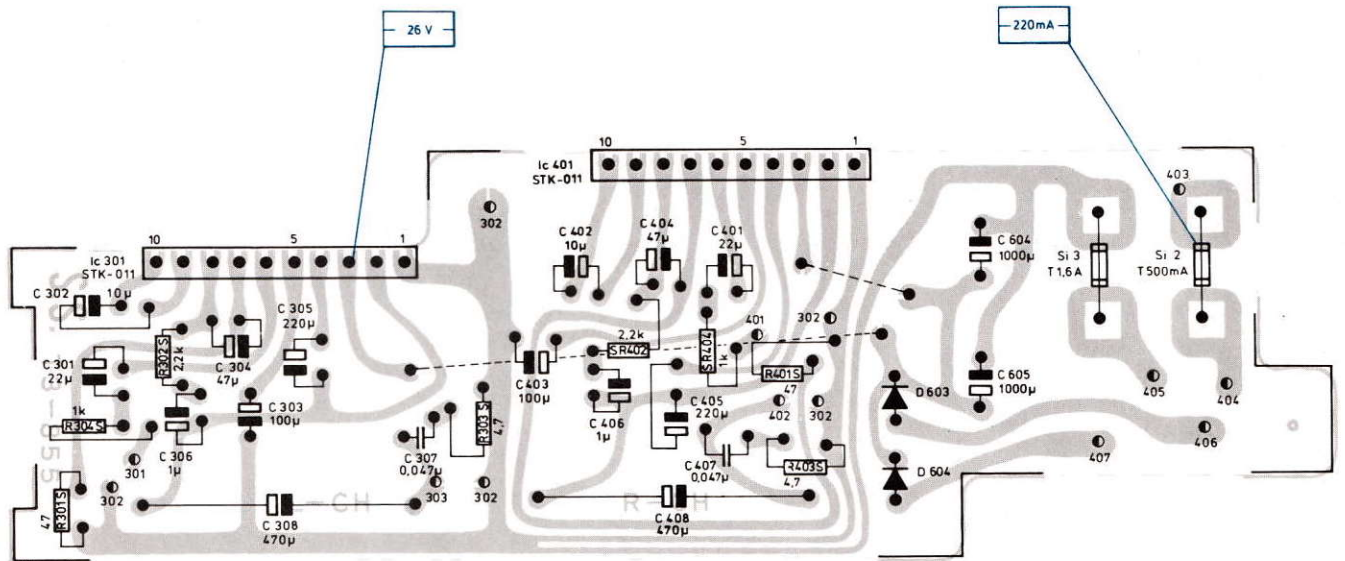 26 V
220mA
10
5
1
Ic 401
STK-011
403
302
C 402
10µ
C 404
47µ
C 401
22µ
C 604
1000µ
Si 3
T 1,6 A
Si 2
T 500mA
10
5
1
Ic 301
STK-011
C 302
10µ
C 305
220µ
R302 S
2,2k
C 304
47µ
C 301
22µ
2,2k
SR402
SR404
1k
401
302
C 403
100µ
R401S
47
C 605
1000µ
D 603
405
404
1k
R304S
C 306
1µ
C 303
100µ
R303 S
4,7
C 406
1µ
C 405
220µ
402
302
406
407
301
302
C 307
0,047µ
303
302
C 407
0,047µ
R403S
4,7
D 604
R301S
47
L-CH
C 308
470µ
R-CH
C 408
470µ